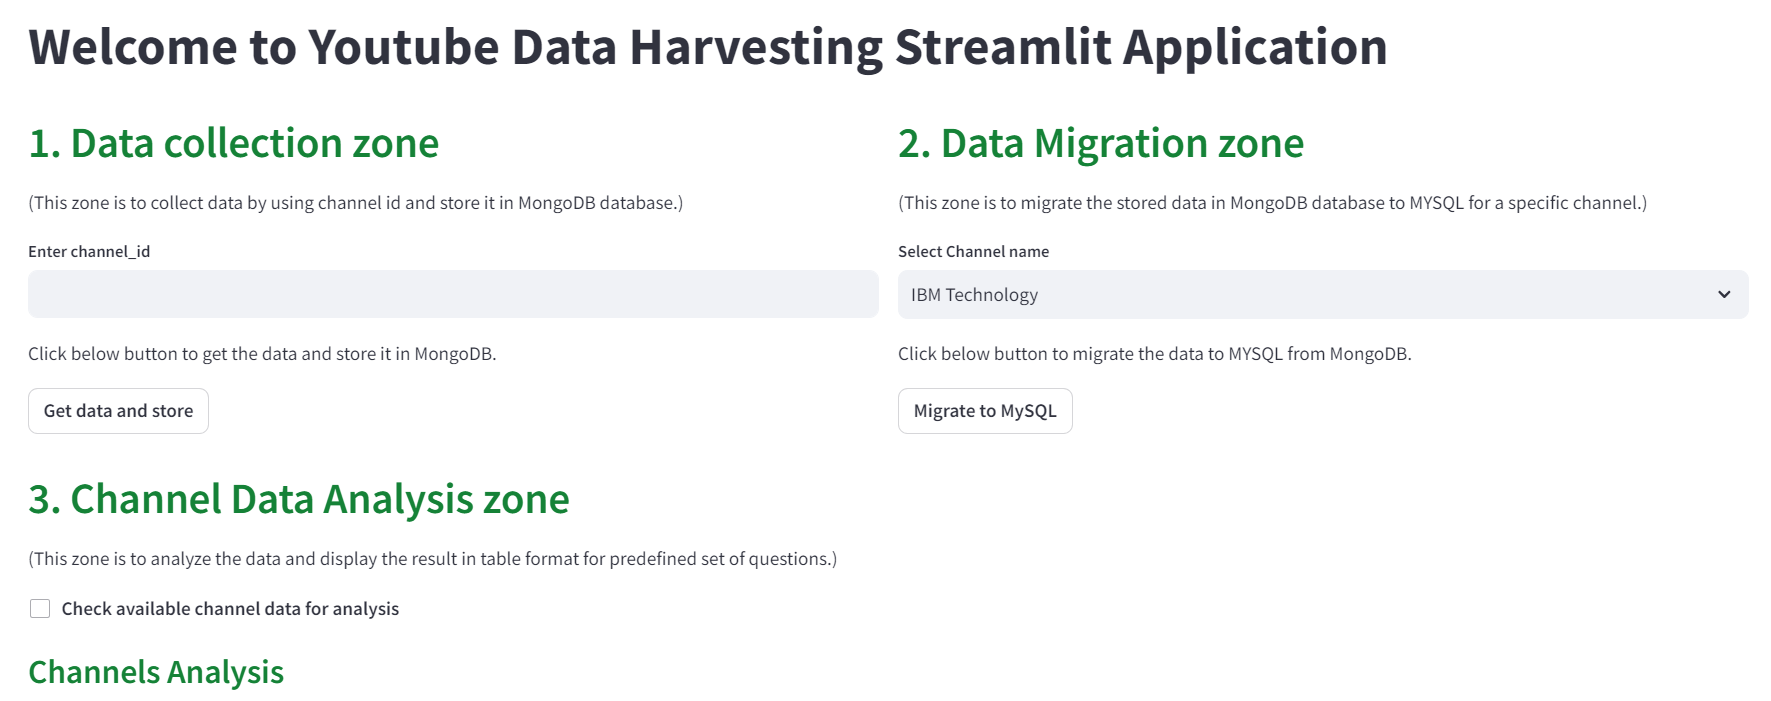 Welcome to Youtube Data Harvesting Streamlit Application
1. Data collection zone
(This zone is to collect data by using channel id and store it in MongoDB database.)
Enter channel_id
Click below button to get the data and store it in MongoDB.
Get data and store
2. Data Migration zone
(This zone is to migrate the stored data in MongoDB database to MYSQL for a specific channel.)
Select Channel name
IBM Technology
Click below button to migrate the data to MYSQL from MongoDB.
Migrate to MySQL
3. Channel Data Analysis zone
(This zone is to analyze the data and display the result in table format for predefined set of questions.)
Check available channel data for analysis
Channels Analysis